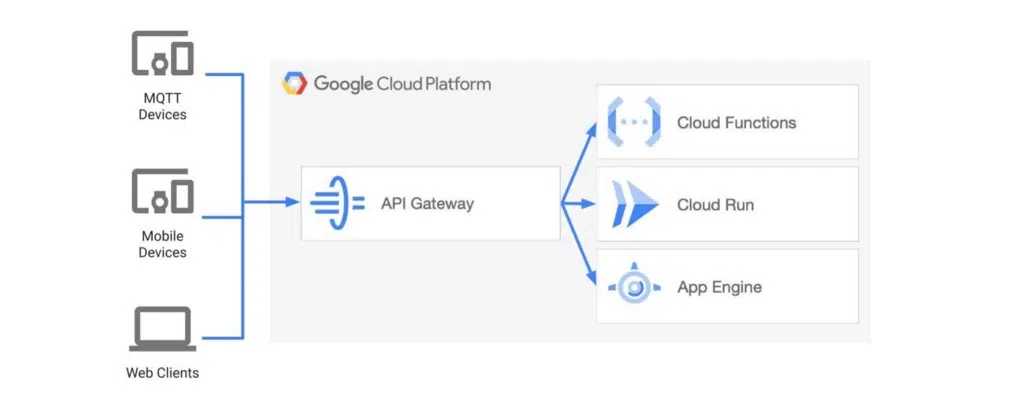 MQTT
Devices
Mobile
Devices
Web Clients
Google Cloud Platform
API Gateway
Cloud Functions
Cloud Run
App Engine